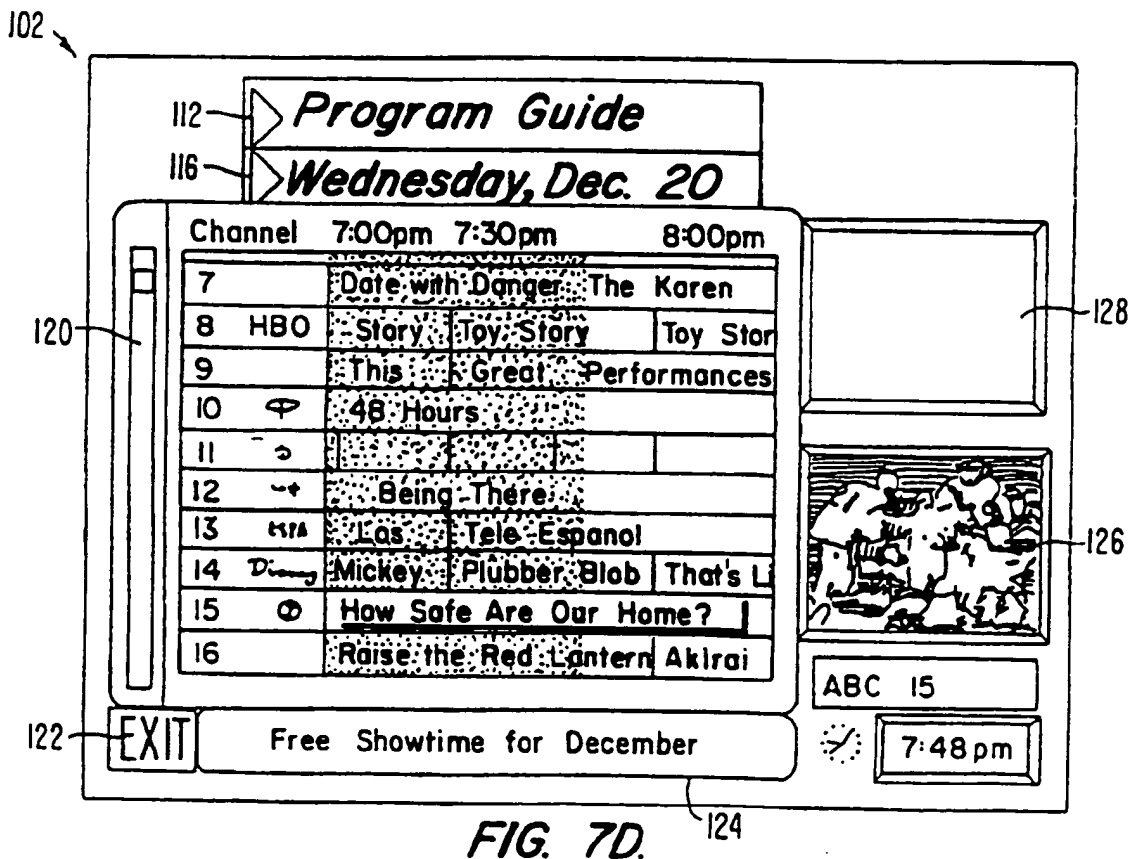 102
112
Program Guide
116
Wednesday, Dec. 20
Channel 7:00pm 7:30pm 8:00pm
7 Date with Danger The Karen
8 HBO Story Toy Story Toy Stor
9 This Great Performances
10 48 Hours
11
12 Being There
13 Las Tele Espanol
14 Disney Mickey Plubber Blob That's Li
15 How Safe Are Our Home?
16 Raise the Red Lantern Akirai
120
128
126
ABC 15
122
EXIT
Free Showtime for December
7:48 pm
124
FIG. 7D.